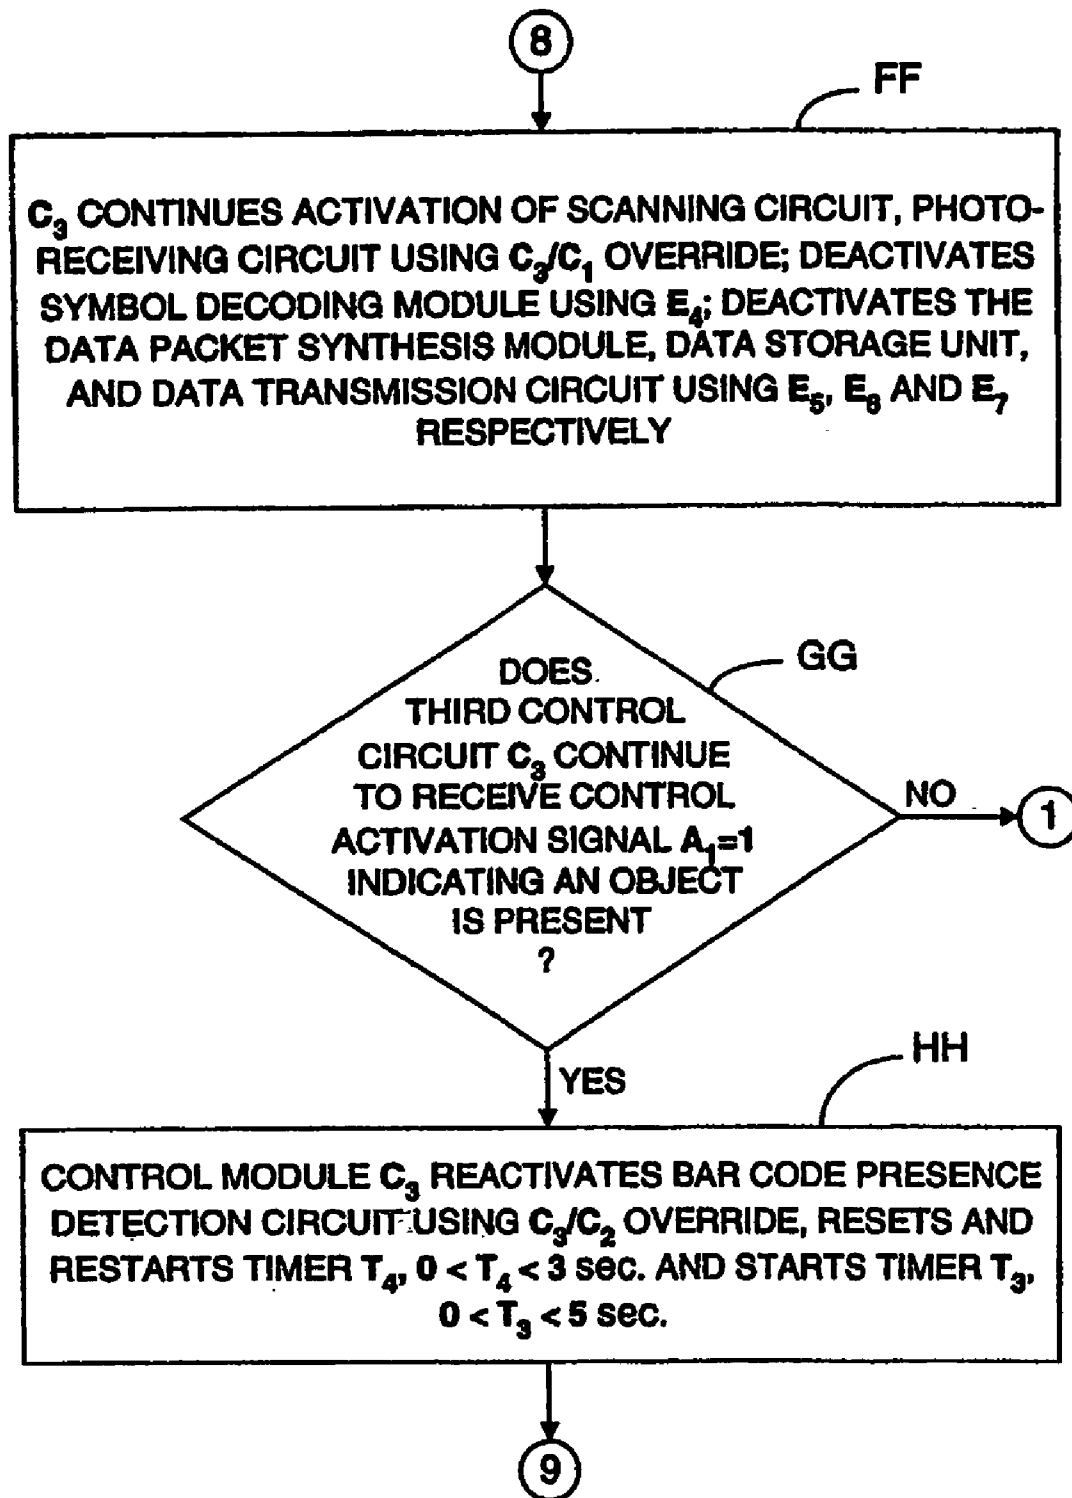 8
FF
C₃ CONTINUES ACTIVATION OF SCANNING CIRCUIT, PHOTO-
RECEIVING CIRCUIT USING C₃/C₁ OVERRIDE; DEACTIVATES
SYMBOL DECODING MODULE USING E₄; DEACTIVATES THE
DATA PACKET SYNTHESIS MODULE, DATA STORAGE UNIT,
AND DATA TRANSMISSION CIRCUIT USING E₅, E₆ AND E₇
RESPECTIVELY
GG
DOES
THIRD CONTROL
CIRCUIT C₃ CONTINUE
TO RECEIVE CONTROL
ACTIVATION SIGNAL A₁=1
INDICATING AN OBJECT
IS PRESENT
?
NO
1
YES
HH
CONTROL MODULE C₃ REACTIVATES BAR CODE PRESENCE
DETECTION CIRCUIT USING C₃/C₂ OVERRIDE, RESETS AND
RESTARTS TIMER T₄, 0 < T₄ < 3 sec. AND STARTS TIMER T₃,
0 < T₃ < 5 sec.
9